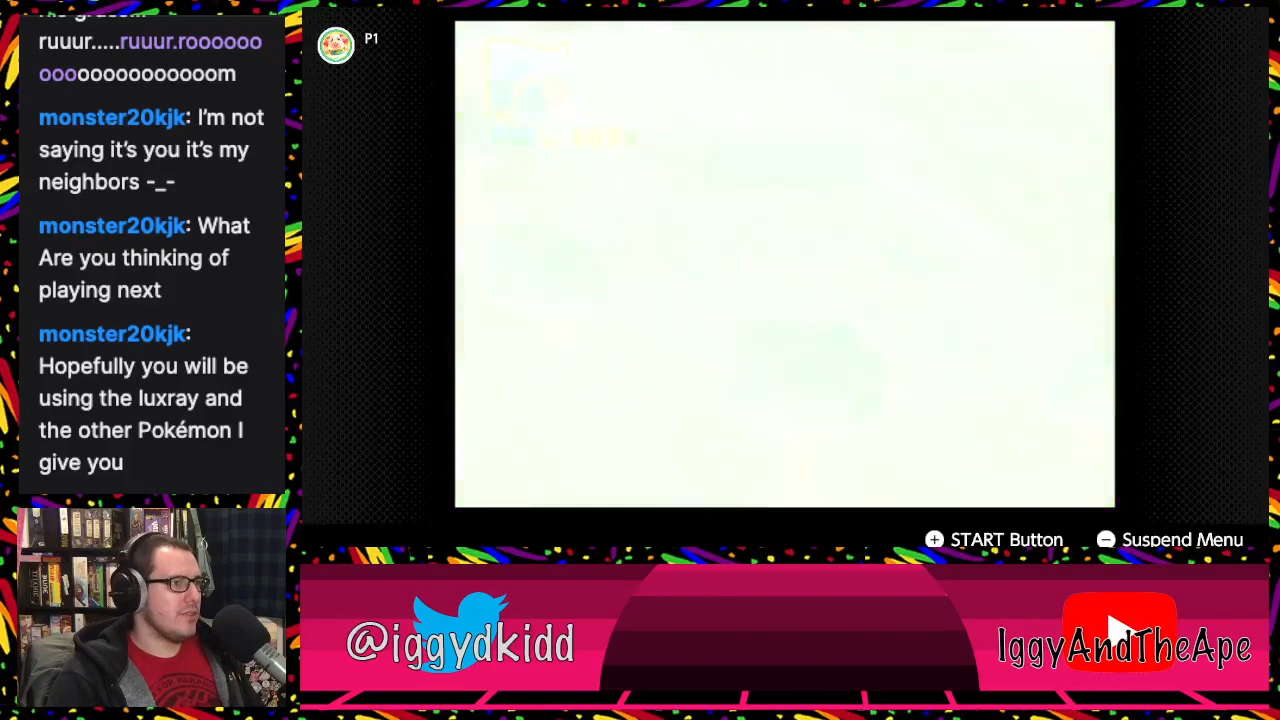 ruuur.....ruuur.roooooo
oooooooooooooom
monster20kjk: I’m not
saying it’s you it’s my
neighbors -_-
monster20kjk: What
Are you thinking of
playing next
monster20kjk:
Hopefully you will be
using the luxray and
the other Pokémon I
give you
P1
START Button
Suspend Menu
@iggydkidd
IggyAndTheApe